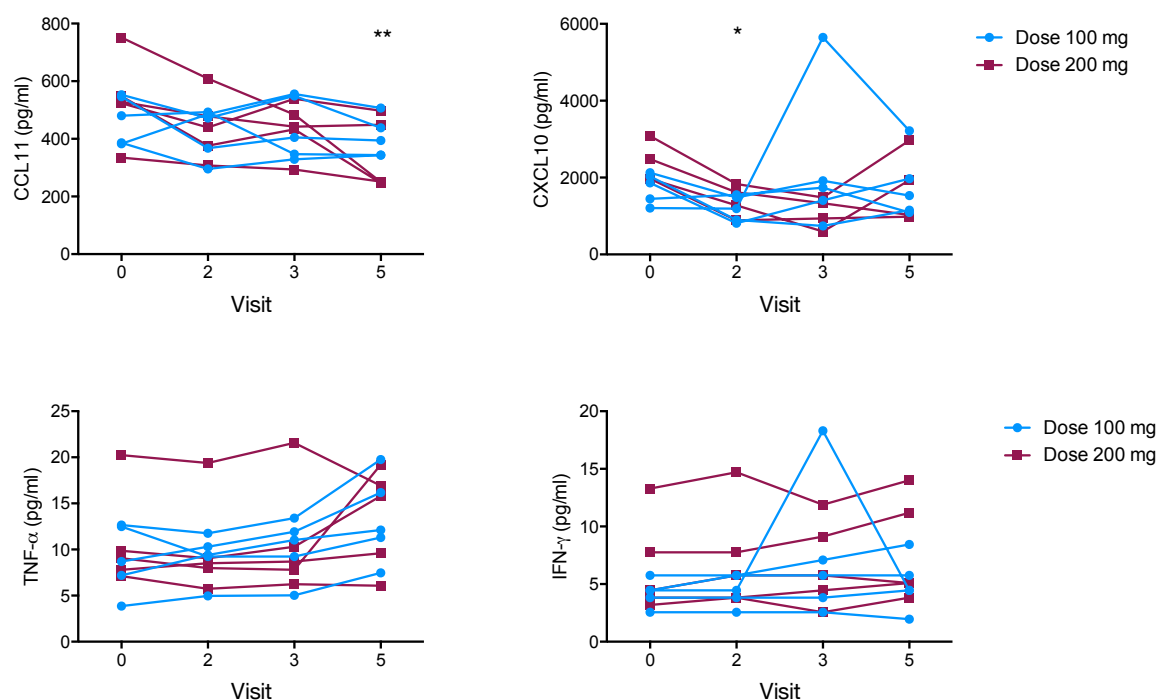 CCL11 (pg/ml)
800
600
400
200
0
**
0 2 3 5
Visit
CXCL10 (pg/ml)
6000
4000
2000
0
*
0 2 3 5
Visit
Dose 100 mg
Dose 200 mg
TNF-α (pg/ml)
25
20
15
10
5
0
0 2 3 5
Visit
IFN-γ (pg/ml)
20
15
10
5
0
0 2 3 5
Visit
Dose 100 mg
Dose 200 mg